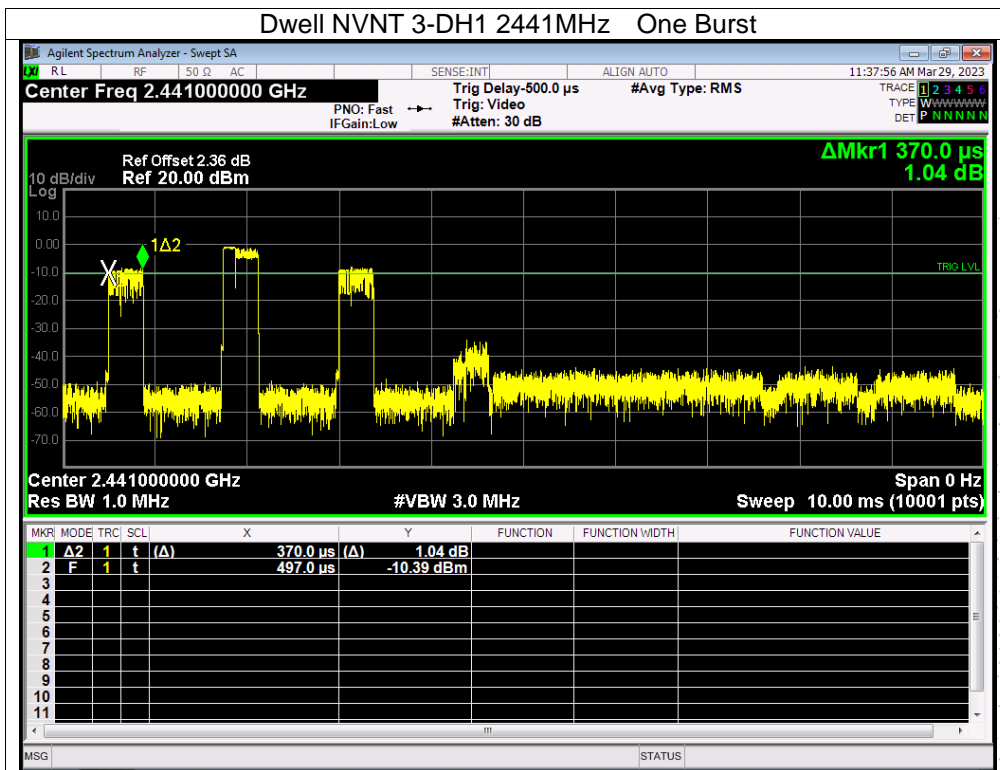 Dwell NVNT 3-DH1 2441MHz One Burst
Agilent Spectrum Analyzer - Swept SA
LXI RL RF 50 Ω AC SENSE:INT ALIGN AUTO 11:37:56 AM Mar 29, 2023
Center Freq 2.441000000 GHz Trig Delay-500.0 µs #Avg Type: RMS TRACE 1 2 3 4 5 6
PNO: Fast Trig: Video TYPE WWWWWW
IFGain:Low #Atten: 30 dB DET P N N N N N
ΔMkr1 370.0 µs
1.04 dB
Ref Offset 2.36 dB
10 dB/div Ref 20.00 dBm
Log
10.0
0.00
-10.0
-20.0
-30.0
-40.0
-50.0
-60.0
-70.0
1Δ2
TRIG LVL
Center 2.441000000 GHz Span 0 Hz
Res BW 1.0 MHz #VBW 3.0 MHz Sweep 10.00 ms (10001 pts)
MKR MODE TRC SCL X Y FUNCTION FUNCTION WIDTH FUNCTION VALUE
1 Δ2 1 t (Δ) 370.0 µs (Δ) 1.04 dB
2 F 1 t 497.0 µs -10.39 dBm
3
4
5
6
7
8
9
10
11
MSG STATUS